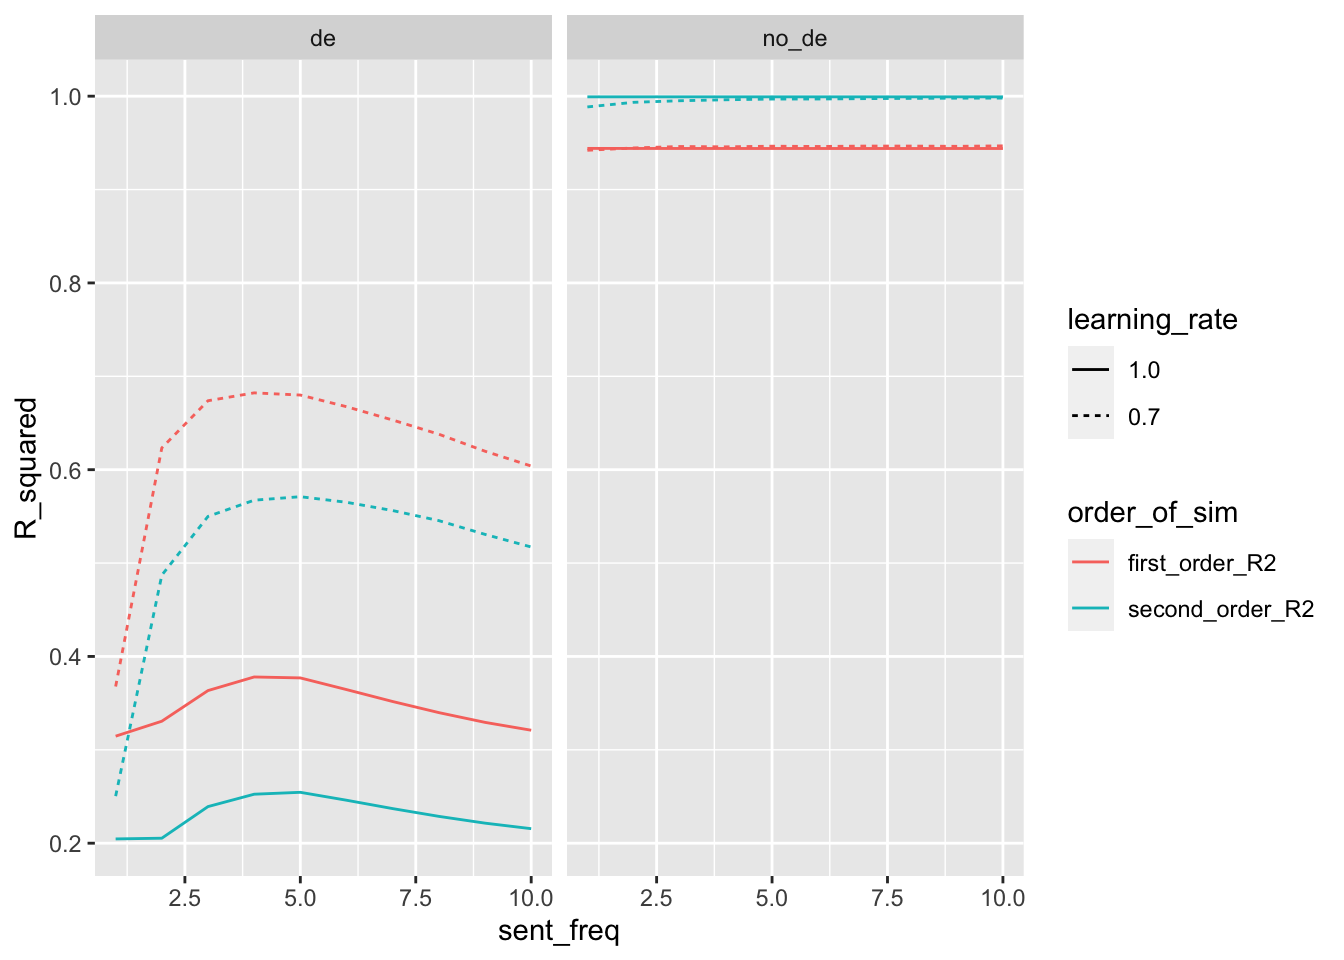 de
no_de
1.0
0.8
0.6
0.4
0.2
R_squared
2.5 5.0 7.5 10.0
2.5 5.0 7.5 10.0
sent_freq
learning_rate
1.0
0.7
order_of_sim
first_order_R2
second_order_R2